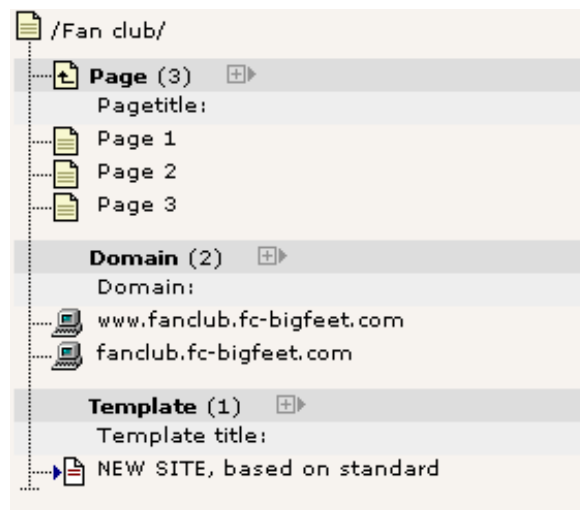 /Fan club/
Page (3)
Pagetitle:
Page 1
Page 2
Page 3
Domain (2)
Domain:
www.fanclub.fc-bigfeet.com
fanclub.fc-bigfeet.com
Template (1)
Template title:
NEW SITE, based on standard